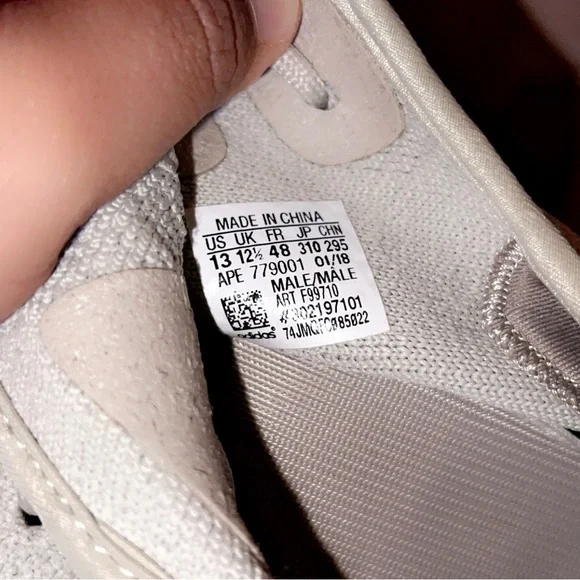 MADE IN CHINA
US UK FR JP CHN
13 12½ 48 310 295
APE 779001 01/18
MALE/MÂLE
ART F99710
adidas 74JMQFC085022